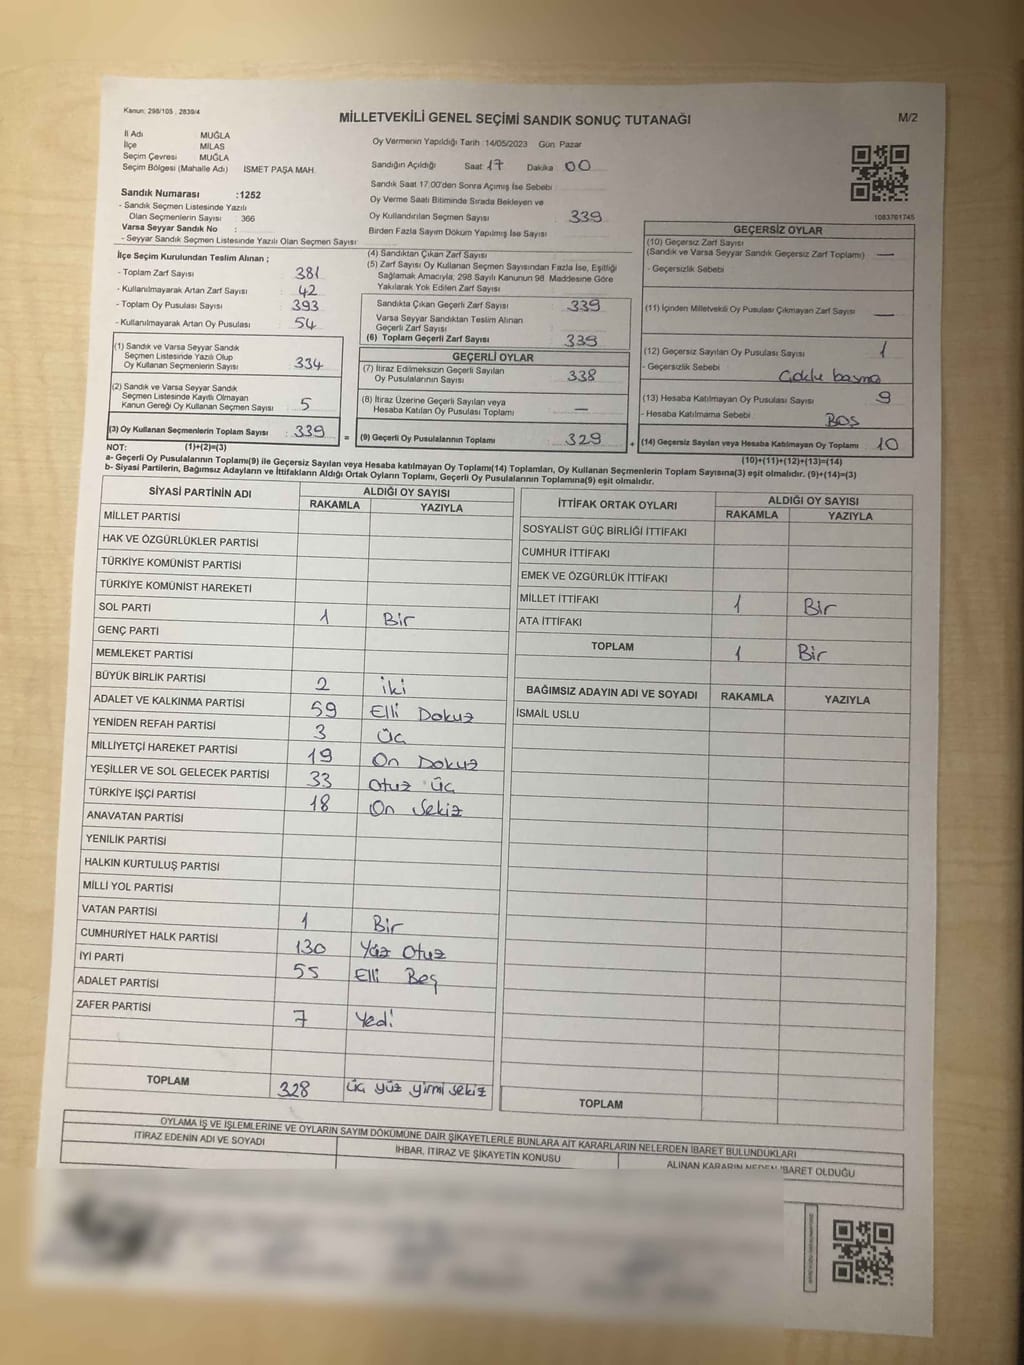 Kanun: 298/105 , 2839/4
MİLLETVEKİLİ GENEL SEÇİMİ SANDIK SONUÇ TUTANAĞI
M/2
İl Adı MUĞLA
İlçe MİLAS
Seçim Çevresi MUĞLA
Seçim Bölgesi (Mahalle Adı) İSMET PAŞA MAH.
Sandık Numarası :1252
- Sandık Seçmen Listesinde Yazılı
Olan Seçmenlerin Sayısı : 366
Varsa Seyyar Sandık No :
- Seyyar Sandık Seçmen Listesinde Yazılı Olan Seçmen Sayısı :
Oy Vermenin Yapıldığı Tarih :14/05/2023 Gün: Pazar
Sandığın Açıldığı Saat: 17 Dakika: 00
Sandık Saat 17:00'den Sonra Açımış İse Sebebi
Oy Verme Saati Bitiminde Sırada Bekleyen ve
Oy Kullandırılan Seçmen Sayısı 339
Birden Fazla Sayım Döküm Yapılmış İse Sayısı
1083761745
İlçe Seçim Kurulundan Teslim Alınan ;
- Toplam Zarf Sayısı : 381
- Kullanılmayarak Artan Zarf Sayısı : 42
- Toplam Oy Pusulası Sayısı : 393
- Kullanılmayarak Artan Oy Pusulası : 54
(1) Sandık ve Varsa Seyyar Sandık
Seçmen Listesinde Yazılı Olup
Oy Kullanan Seçmenlerin Sayısı : 334
(2) Sandık ve Varsa Seyyar Sandık
Seçmen Listesinde Kayıtlı Olmayan
Kanun Gereği Oy Kullanan Seçmen Sayısı : 5
(3) Oy Kullanan Seçmenlerin Toplam Sayısı : 339 =
(4) Sandıktan Çıkan Zarf Sayısı
(5) Zarf Sayısı Oy Kullanan Seçmen Sayısından Fazla İse, Eşitliği
Sağlamak Amacıyla; 298 Sayılı Kanunun 98. Maddesine Göre
Yakılarak Yok Edilen Zarf Sayısı
Sandıkta Çıkan Geçerli Zarf Sayısı 339
Varsa Seyyar Sandıktan Teslim Alınan
Geçerli Zarf Sayısı
(6) Toplam Geçerli Zarf Sayısı 339
GEÇERLİ OYLAR
(7) İtiraz Edilmeksizin Geçerli Sayılan
Oy Pusulalarının Sayısı : 338
(8) İtiraz Üzerine Geçerli Sayılan veya
Hesaba Katılan Oy Pusulası Toplamı : —
(9) Geçerli Oy Pusulalarının Toplamı : 329 +
GEÇERSİZ OYLAR
(10) Geçersiz Zarf Sayısı
(Sandık ve Varsa Seyyar Sandık Geçersiz Zarf Toplamı) : —
- Geçersizlik Sebebi
(11) İçinden Milletvekili Oy Pusulası Çıkmayan Zarf Sayısı : —
(12) Geçersiz Sayılan Oy Pusulası Sayısı : 1
- Geçersizlik Sebebi : basma
(13) Hesaba Katılmayan Oy Pusulası Sayısı : 9
- Hesaba Katılmama Sebebi : BOŞ
(14) Geçersiz Sayılan veya Hesaba Katılmayan Oy Toplamı : 10
NOT: (1)+(2)=(3)
(10)+(11)+(12)+(13)=(14)
a- Geçerli Oy Pusulalarının Toplamı(9) ile Geçersiz Sayılan veya Hesaba katılmayan Oy Toplamı(14) Toplamları, Oy Kullanan Seçmenlerin Toplam Sayısına(3) eşit olmalıdır. (9)+(14)=(3)
b- Siyasi Partilerin, Bağımsız Adayların ve İttifakların Aldığı Ortak Oyların Toplamı, Geçerli Oy Pusulalarının Toplamına(9) eşit olmalıdır.
SİYASİ PARTİNİN ADI ALDIĞI OY SAYISI
RAKAMLA YAZIYLA
MİLLET PARTİSİ
HAK VE ÖZGÜRLÜKLER PARTİSİ
TÜRKİYE KOMÜNİST PARTİSİ
TÜRKİYE KOMÜNİST HAREKETİ
SOL PARTİ 1 Bir
GENÇ PARTİ
MEMLEKET PARTİSİ
BÜYÜK BİRLİK PARTİSİ 2 iki
ADALET VE KALKINMA PARTİSİ 59 Elli Dokuz
YENİDEN REFAH PARTİSİ 3 üç
MİLLİYETÇİ HAREKET PARTİSİ 19 On Dokuz
YEŞİLLER VE SOL GELECEK PARTİSİ 33 Otuz üç
TÜRKİYE İŞÇİ PARTİSİ 18 On Sekiz
ANAVATAN PARTİSİ
YENİLİK PARTİSİ
HALKIN KURTULUŞ PARTİSİ
MİLLİ YOL PARTİSİ
VATAN PARTİSİ 1 Bir
CUMHURİYET HALK PARTİSİ 130 Yüz Otuz
İYİ PARTİ 55 Elli Beş
ADALET PARTİSİ
ZAFER PARTİSİ 7 Yedi
TOPLAM 328 üç yüz yirmi sekiz
İTTİFAK ORTAK OYLARI ALDIĞI OY SAYISI
RAKAMLA YAZIYLA
SOSYALİST GÜÇ BİRLİĞİ İTTİFAKI
CUMHUR İTTİFAKI
EMEK VE ÖZGÜRLÜK İTTİFAKI
MİLLET İTTİFAKI 1 Bir
ATA İTTİFAKI
TOPLAM 1 Bir
BAĞIMSIZ ADAYIN ADI VE SOYADI RAKAMLA YAZIYLA
İSMAİL USLU
TOPLAM
OYLAMA İŞ VE İŞLEMLERİNE VE OYLARIN SAYIM DÖKÜMÜNE DAİR ŞİKAYETLERLE BUNLARA AİT KARARLARIN NELERDEN İBARET BULUNDUKLARI
İTİRAZ EDENİN ADI VE SOYADI İHBAR, İTİRAZ VE ŞİKAYETİN KONUSU ALINAN KARARIN NEDEN İBARET OLDUĞU